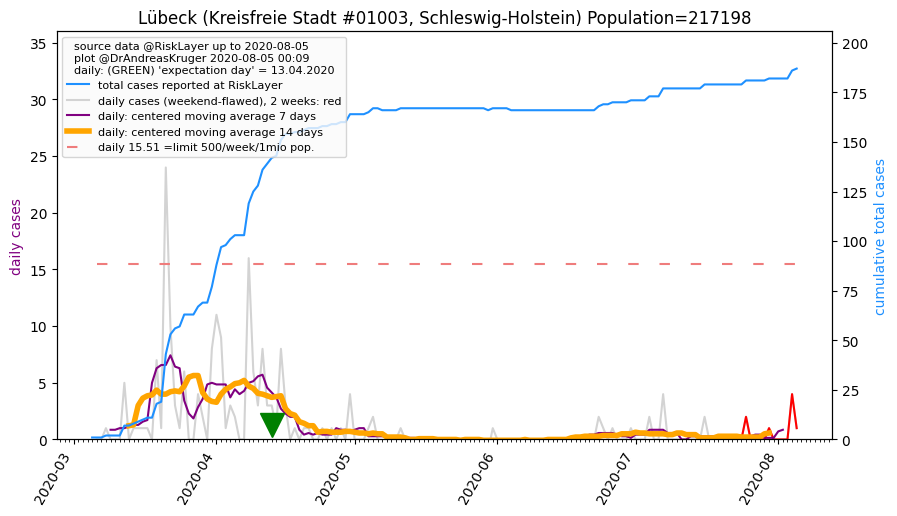 Lübeck (Kreisfreie Stadt #01003, Schleswig-Holstein) Population=217198
source data @RiskLayer up to 2020-08-05
plot @DrAndreasKruger 2020-08-05 00:09
daily: (GREEN) 'expectation day' = 13.04.2020
total cases reported at RiskLayer
daily cases (weekend-flawed), 2 weeks: red
daily: centered moving average 7 days
daily: centered moving average 14 days
daily 15.51 =limit 500/week/1mio pop.
daily cases
35
30
25
20
15
10
5
0
200
175
150
125
100
75
50
25
0
cumulative total cases
2020-03
2020-04
2020-05
2020-06
2020-07
2020-08